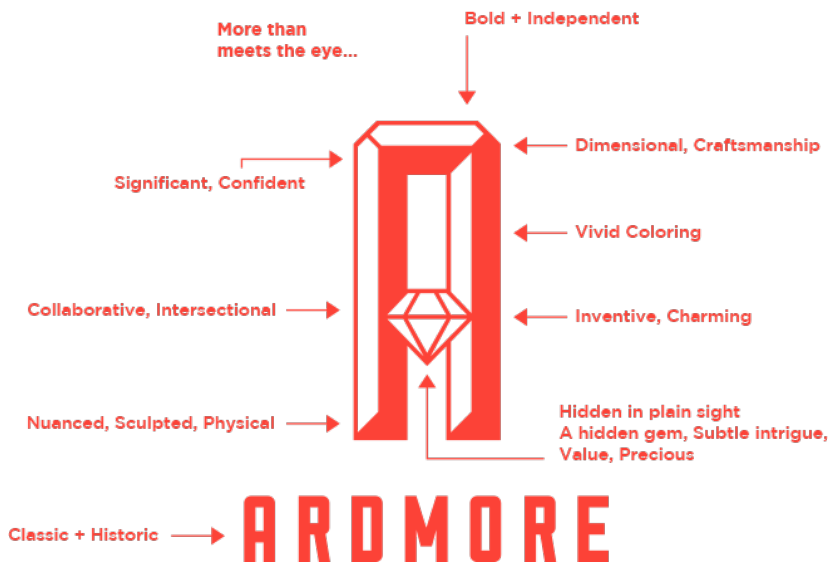 More than
meets the eye...
Bold + Independent
Dimensional, Craftsmanship
Significant, Confident
Vivid Coloring
Collaborative, Intersectional
Inventive, Charming
Nuanced, Sculpted, Physical
Hidden in plain sight
A hidden gem, Subtle intrigue,
Value, Precious
Classic + Historic
ARDMORE